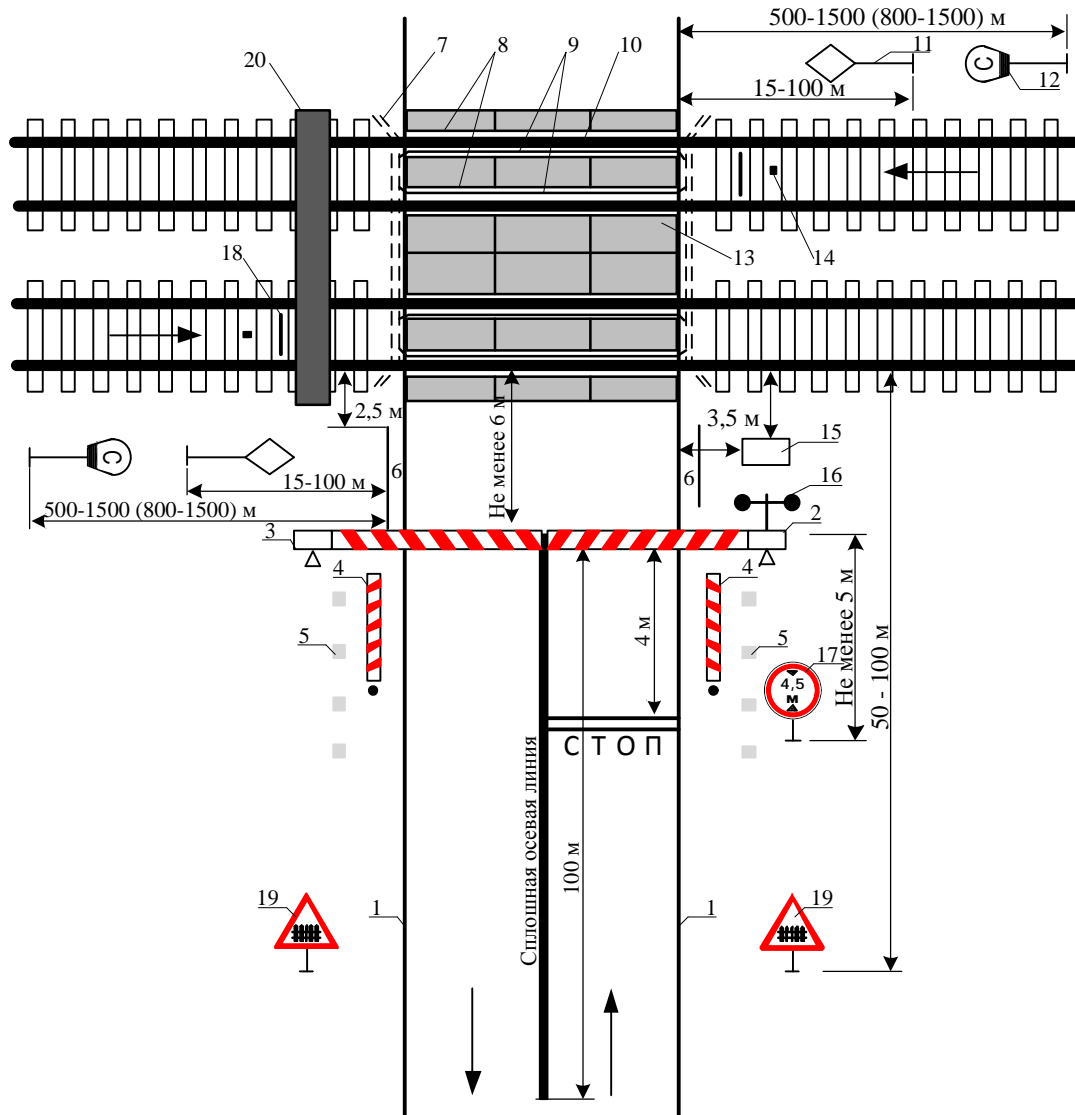 500-1500 (800-1500) м
7
8
9
10
11
12
С
20
15-100 м
18
13
14
2,5 м
Не менее 6 м
3,5 м
15
С
6
6
16
15-100 м
500-1500 (800-1500) м
3
2
4
4
5
4 м
5
17
4,5
м
Не менее 5 м
50 - 100 м
СТОП
Сплошная осевая линия
100 м
19
1
1
19